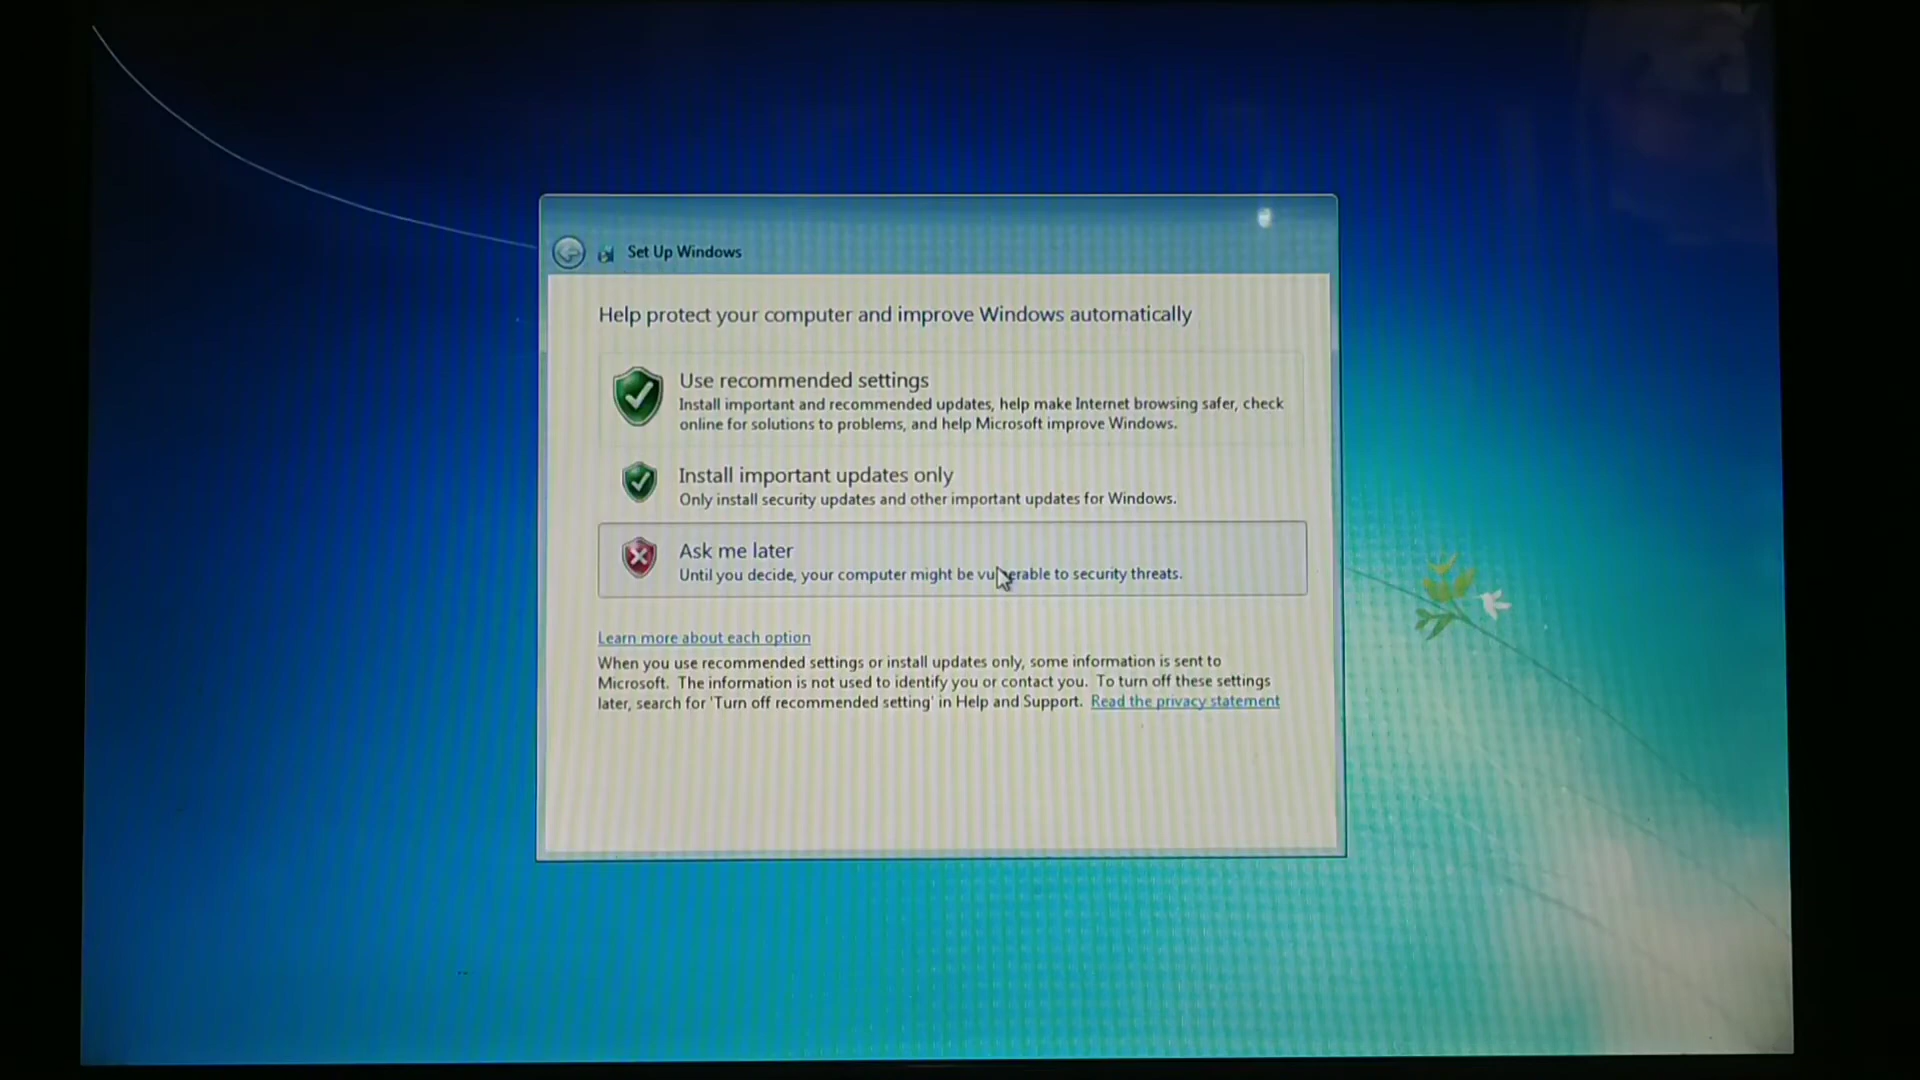 Set Up Windows
Help protect your computer and improve Windows automatically
Use recommended settings
Install important and recommended updates, help make Internet browsing safer, check
online for solutions to problems, and help Microsoft improve Windows.
Install important updates only
Only install security updates and other important updates for Windows.
Ask me later
Until you decide, your computer might be vulnerable to security threats.
Learn more about each option
When you use recommended settings or install updates only, some information is sent to
Microsoft. The information is not used to identify you or contact you. To turn off these settings
later, search for 'Turn off recommended setting' in Help and Support. Read the privacy statement